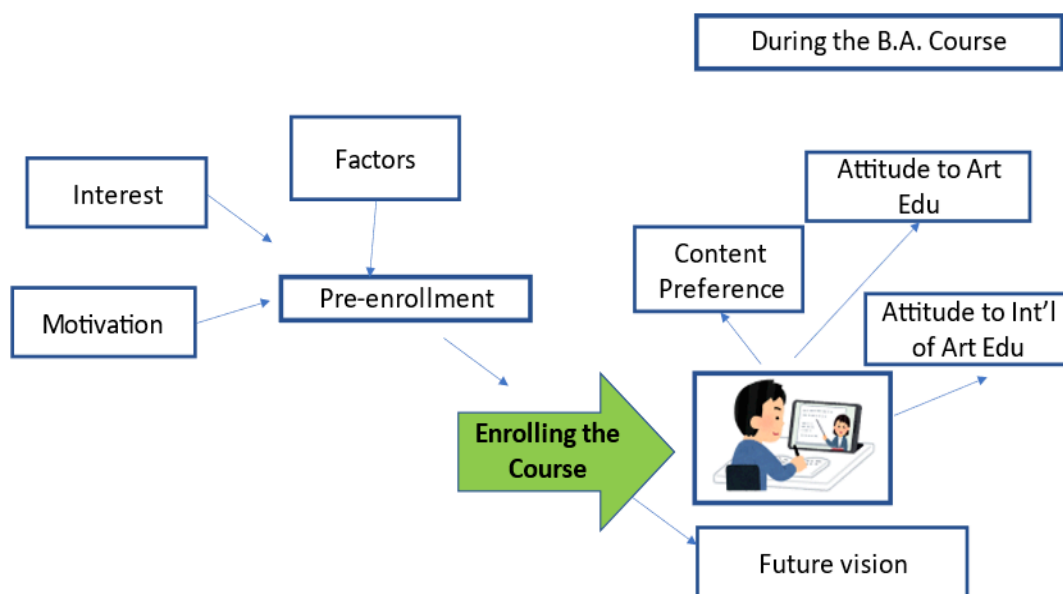 During the B.A. Course
Factors
Interest
Attitude to Art
Edu
Content
Preference
Pre-enrollment
Motivation
Attitude to Int'l
of Art Edu
Enrolling the
Course
Future vision